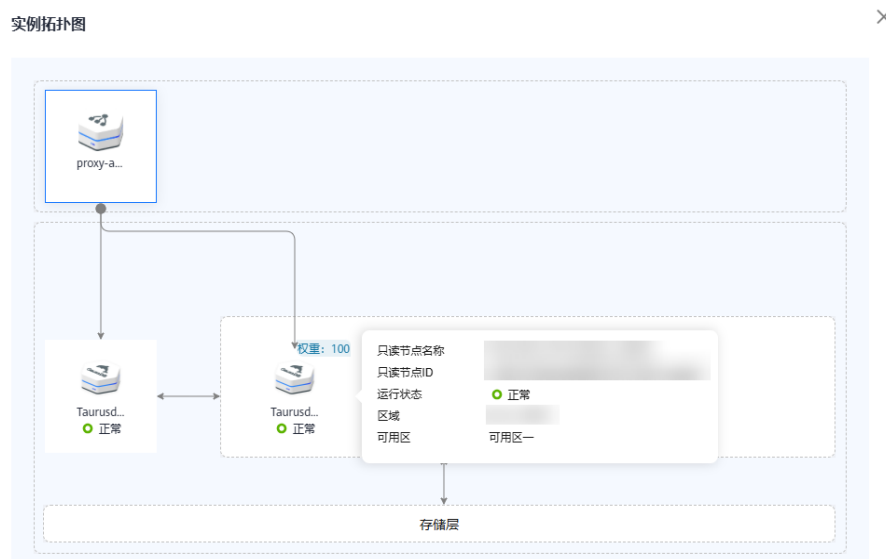 实例拓扑图
proxy-a...
权重：100
Taurusd...
正常
Taurusd...
正常
只读节点名称
只读节点ID
运行状态 正常
区域
可用区 可用区一
存储层